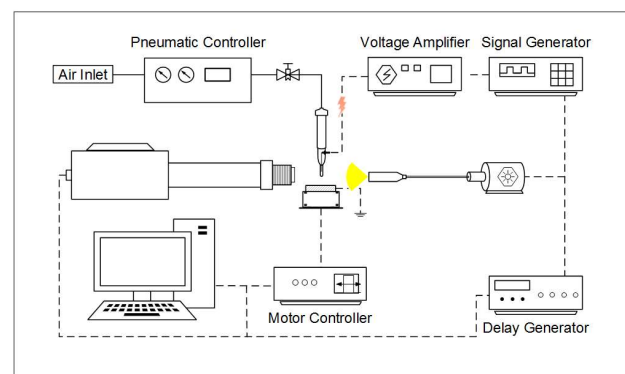 Pneumatic Controller
Voltage Amplifier
Signal Generator
Air Inlet
Motor Controller
Delay Generator